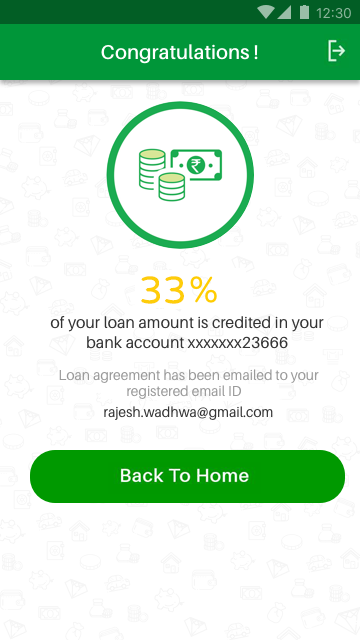 12:30
Congratulations !
₹
33%
of your loan amount is credited in your
bank account xxxxxxx23666
Loan agreement has been emailed to your
registered email ID
rajesh.wadhwa@gmail.com
Back To Home